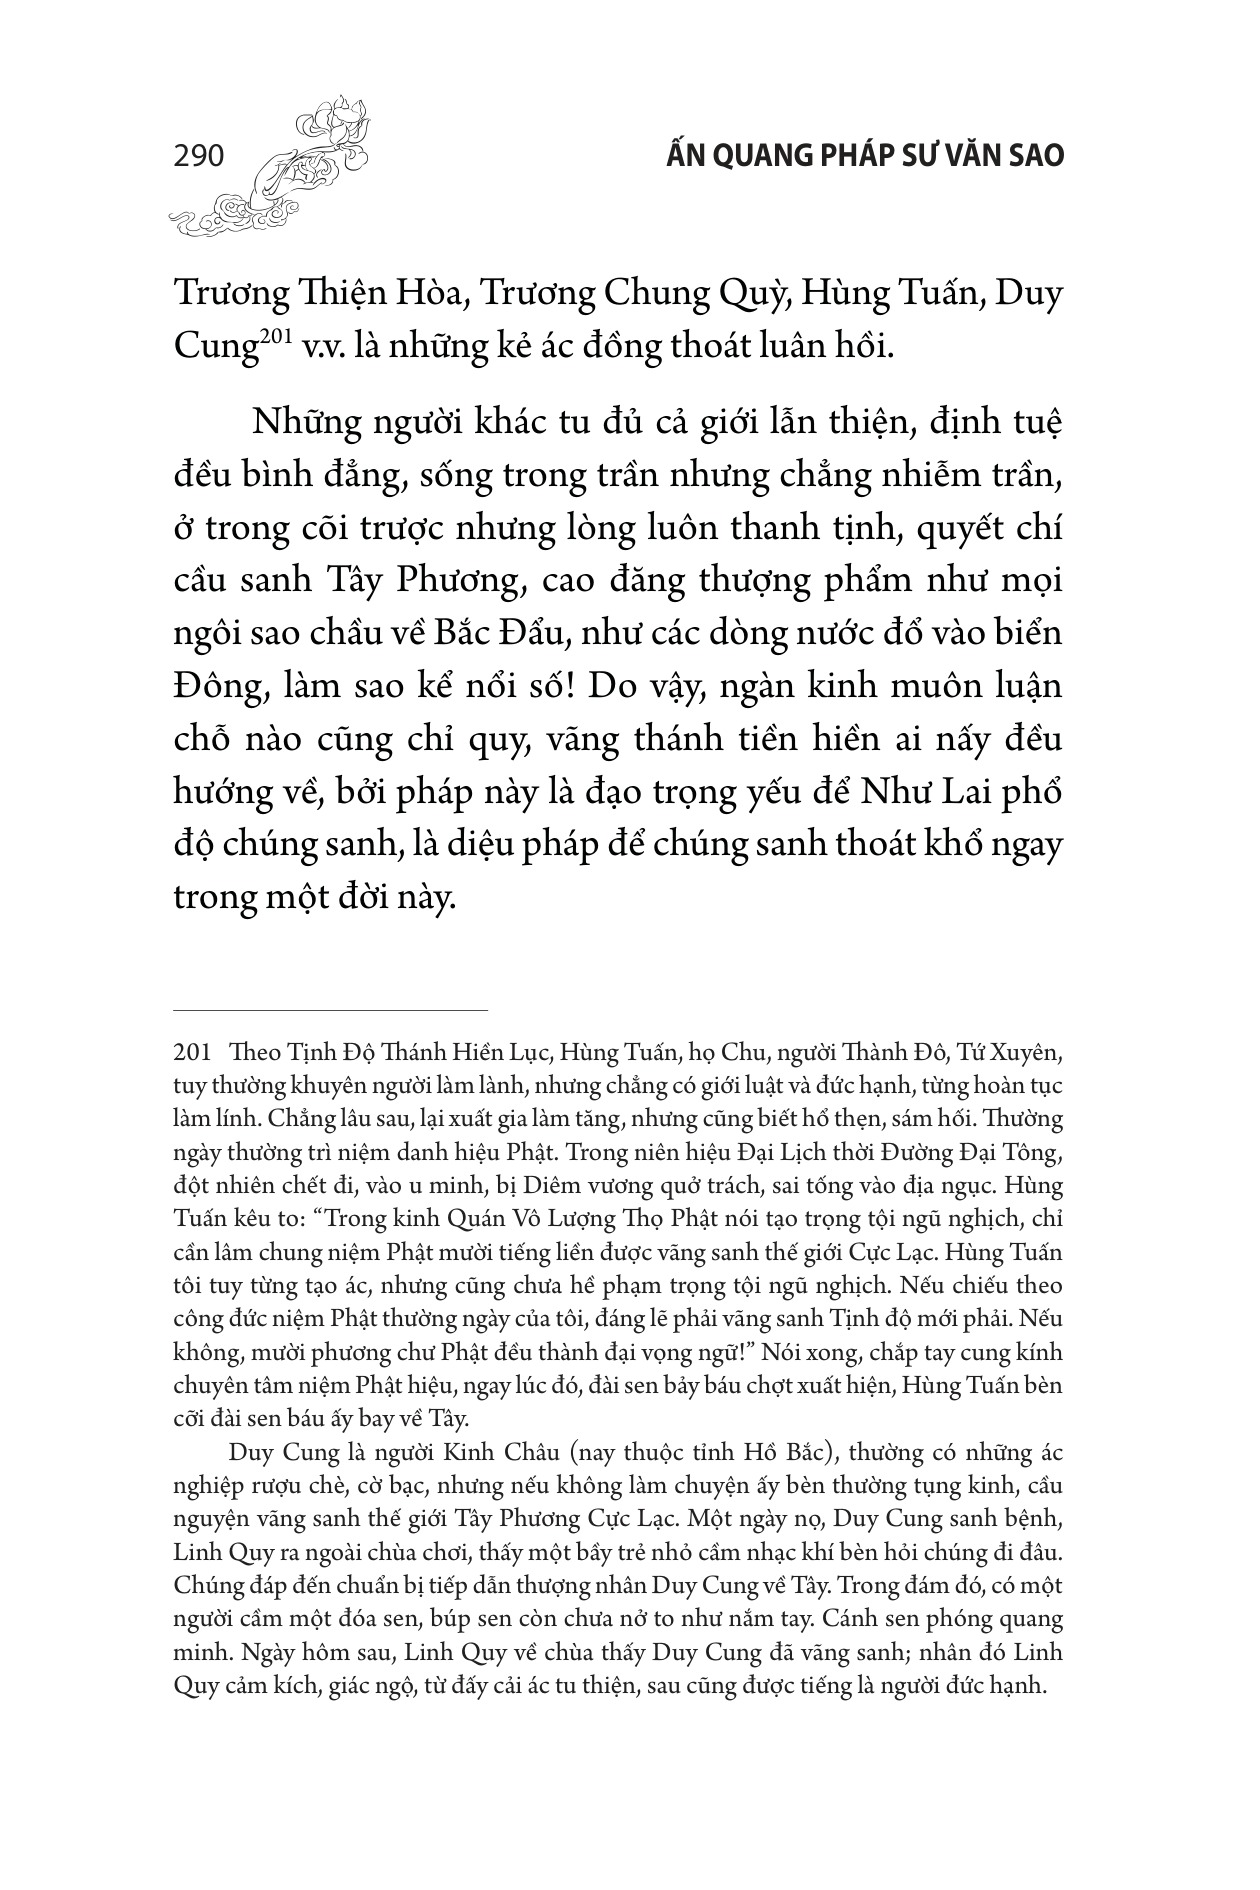 290
ẤN QUANG PHÁP SƯ VĂN SAO
Trương Thiện Hòa, Trương Chung Quỳ, Hùng Tuấn, Duy
Cung201 v.v. là những kẻ ác đồng thoát luân hồi.
Những người khác tu đủ cả giới lẫn thiện, định tuệ
đều bình đẳng, sống trong trần nhưng chẳng nhiễm trần,
ở trong cõi trược nhưng lòng luôn thanh tịnh, quyết chí
cầu sanh Tây Phương, cao đăng thượng phẩm như mọi
ngôi sao chầu về Bắc Đẩu, như các dòng nước đổ vào biển
Đông, làm sao kể nổi số! Do vậy, ngàn kinh muôn luận
chỗ nào cũng chỉ quy, vãng thánh tiền hiền ai nấy đều
hướng về, bởi pháp này là đạo trọng yếu để Như Lai phổ
độ chúng sanh, là diệu pháp để chúng sanh thoát khổ ngay
trong một đời này.
201 Theo Tịnh Độ Thánh Hiền Lục, Hùng Tuấn, họ Chu, người Thành Đô, Tứ Xuyên,
tuy thường khuyên người làm lành, nhưng chẳng có giới luật và đức hạnh, từng hoàn tục
làm lính. Chẳng lâu sau, lại xuất gia làm tăng, nhưng cũng biết hổ thẹn, sám hối. Thường
ngày thường trì niệm danh hiệu Phật. Trong niên hiệu Đại Lịch thời Đường Đại Tông,
đột nhiên chết đi, vào u minh, bị Diêm vương quở trách, sai tống vào địa ngục. Hùng
Tuấn kêu to: “Trong kinh Quán Vô Lượng Thọ Phật nói tạo trọng tội ngũ nghịch, chỉ
cần lâm chung niệm Phật mười tiếng liền được vãng sanh thế giới Cực Lạc. Hùng Tuấn
tôi tuy từng tạo ác, nhưng cũng chưa hề phạm trọng tội ngũ nghịch. Nếu chiếu theo
công đức niệm Phật thường ngày của tôi, đáng lẽ phải vãng sanh Tịnh độ mới phải. Nếu
không, mười phương chư Phật đều thành đại vọng ngữ!” Nói xong, chắp tay cung kính
chuyên tâm niệm Phật hiệu, ngay lúc đó, đài sen bảy báu chợt xuất hiện, Hùng Tuấn bèn
cỡi đài sen báu ấy bay về Tây.
Duy Cung là người Kinh Châu (nay thuộc tỉnh Hồ Bắc), thường có những ác
nghiệp rượu chè, cờ bạc, nhưng nếu không làm chuyện ấy bèn thường tụng kinh, cầu
nguyện vãng sanh thế giới Tây Phương Cực Lạc. Một ngày nọ, Duy Cung sanh bệnh,
Linh Quy ra ngoài chùa chơi, thấy một bầy trẻ nhỏ cầm nhạc khí bèn hỏi chúng đi đâu.
Chúng đáp đến chuẩn bị tiếp dẫn thượng nhân Duy Cung về Tây. Trong đám đó, có một
người cầm một đóa sen, búp sen còn chưa nở to như nắm tay. Cánh sen phóng quang
minh. Ngày hôm sau, Linh Quy về chùa thấy Duy Cung đã vãng sanh; nhân đó Linh
Quy cảm kích, giác ngộ, từ đấy cải ác tu thiện, sau cũng được tiếng là người đức hạnh.